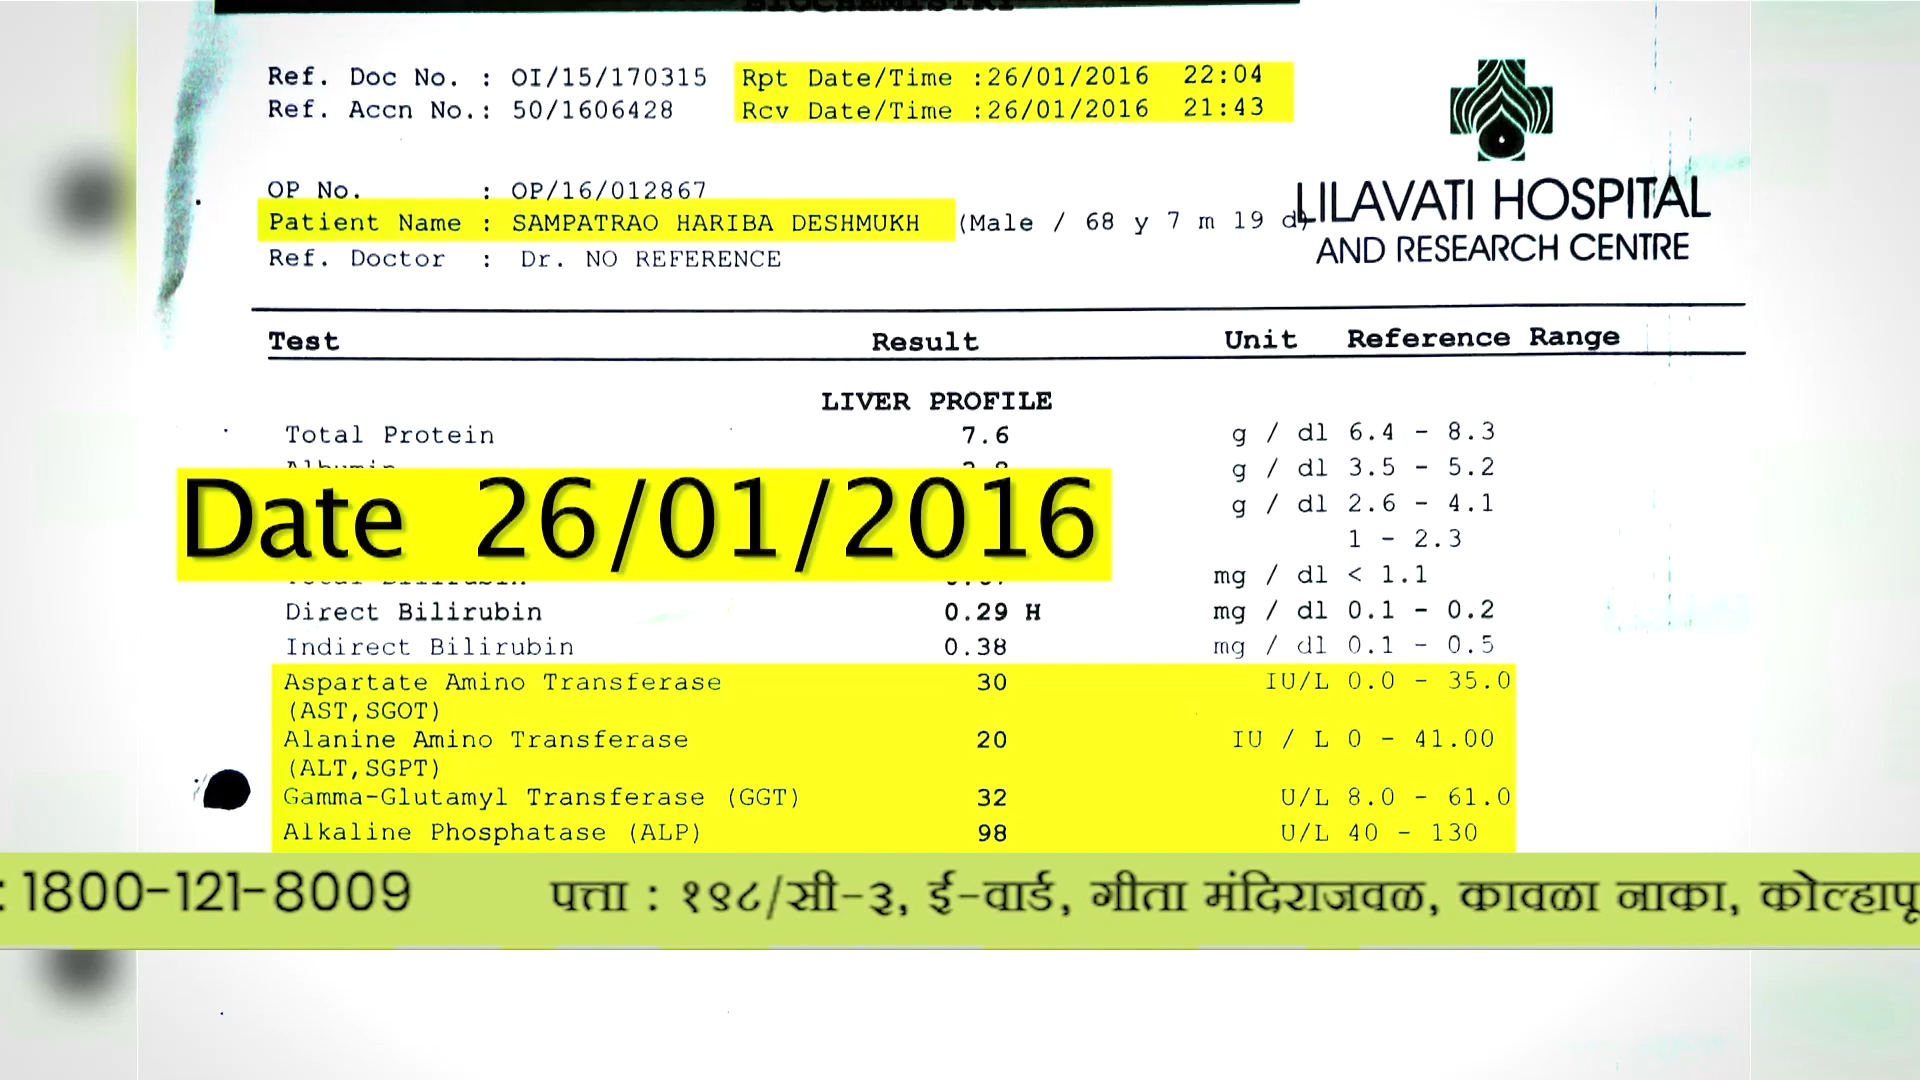 Ref. Doc No. : OI/15/170315 Rpt Date/Time :26/01/2016 22:04
Ref. Accn No.: 50/1606428 Rcv Date/Time :26/01/2016 21:43
OP No. : OP/16/012867
Patient Name : SAMPATRAO HARIBA DESHMUKH (Male / 68 y 7 m 19 d)
Ref. Doctor : Dr. NO REFERENCE
LILAVATI HOSPITAL
AND RESEARCH CENTRE
Test Result Unit Reference Range
LIVER PROFILE
Total Protein 7.6 g / dl 6.4 - 8.3
g / dl 3.5 - 5.2
g / dl 2.6 - 4.1
Date 26/01/2016
1 - 2.3
mg / dl < 1.1
Direct Bilirubin 0.29 H mg / dl 0.1 - 0.2
Indirect Bilirubin 0.38 mg / dl 0.1 - 0.5
Aspartate Amino Transferase 30 IU/L 0.0 - 35.0
(AST,SGOT)
Alanine Amino Transferase 20 IU / L 0 - 41.00
(ALT,SGPT)
Gamma-Glutamyl Transferase (GGT) 32 U/L 8.0 - 61.0
Alkaline Phosphatase (ALP) 98 U/L 40 - 130
: 1800-121-8009 पत्ता : १९८/सी-३, ई-वार्ड, गीता मंदिराजवळ, कावळा नाका, कोल्हापू